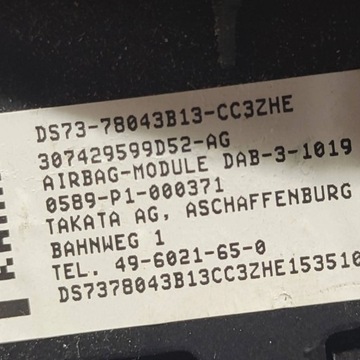 DS73-78043B13-CC3ZHE
307429599D52-AG
AIRBAG-MODULE DAB-3-1019
0589-P1-000371
TAKATA AG, ASCHAFFENBURG
BAHNWEG 1
TEL. 49-6021-65-0
DS7378043B13CC3ZHE153510